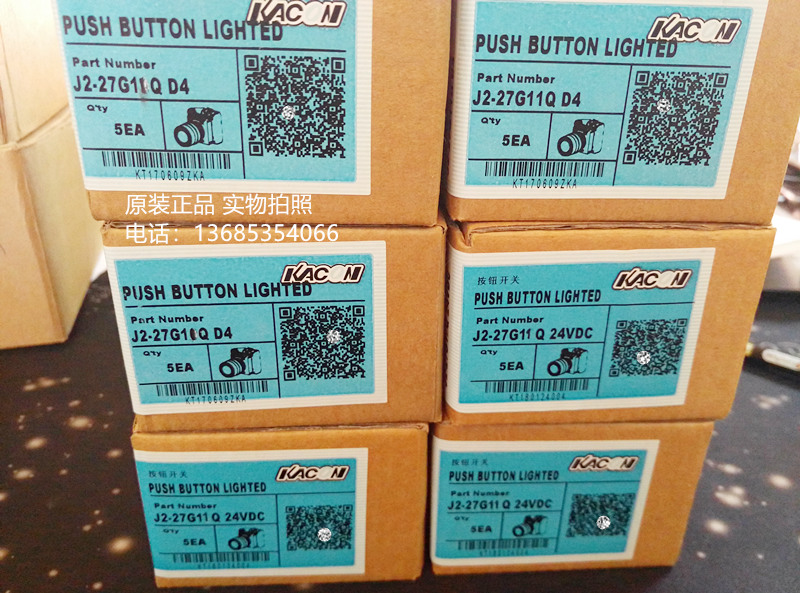 KACON
PUSH BUTTON LIGHTED
Part Number
J2-27G11Q D4
Q'ty
5EA
KT170609ZKA
KACON
PUSH BUTTON LIGHTED
Part Number
J2-27G11Q D4
Q'ty
5EA
KT170609ZKA
原装正品 实物拍照
电话：13685354066
KACON
PUSH BUTTON LIGHTED
Part Number
J2-27G11Q D4
Q'ty
5EA
KT170609ZKA
按钮开关
KACON
PUSH BUTTON LIGHTED
Part Number
J2-27G11 Q 24VDC
Q'ty
5EA
KT180124004
按钮开关
KACON
PUSH BUTTON LIGHTED
Part Number
J2-27G11 Q 24VDC
Q'ty
5EA
按钮开关
KACON
PUSH BUTTON LIGHTED
Part Number
J2-27G11 Q 24VDC
Q'ty
5EA